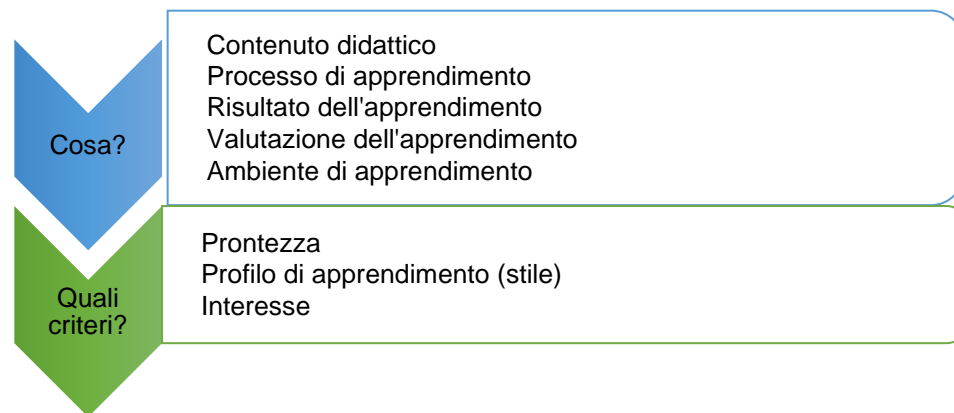 Cosa?
Contenuto didattico
Processo di apprendimento
Risultato dell'apprendimento
Valutazione dell'apprendimento
Ambiente di apprendimento
Quali
criteri?
Prontezza
Profilo di apprendimento (stile)
Interesse